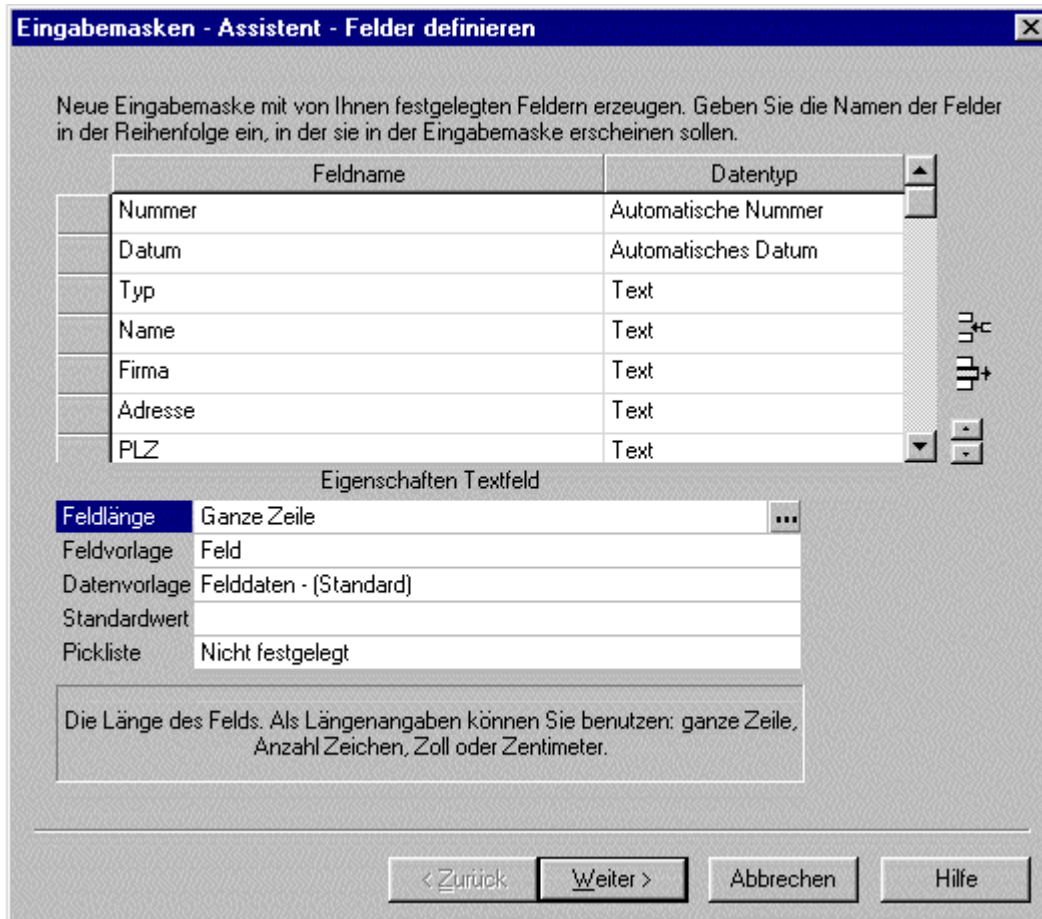 Eingabemasken - Assistent - Felder definieren
Neue Eingabemaske mit von Ihnen festgelegten Feldern erzeugen. Geben Sie die Namen der Felder
in der Reihenfolge ein, in der sie in der Eingabemaske erscheinen sollen.
Feldname Datentyp
Nummer Automatische Nummer
Datum Automatisches Datum
Typ Text
Name Text
Firma Text
Adresse Text
PLZ Text
Eigenschaften Textfeld
Feldlänge Ganze Zeile ...
Feldvorlage Feld
Datenvorlage Felddaten - (Standard)
Standardwert
Pickliste Nicht festgelegt
Die Länge des Felds. Als Längenangaben können Sie benutzen: ganze Zeile,
Anzahl Zeichen, Zoll oder Zentimeter.
< Zurück Weiter > Abbrechen Hilfe